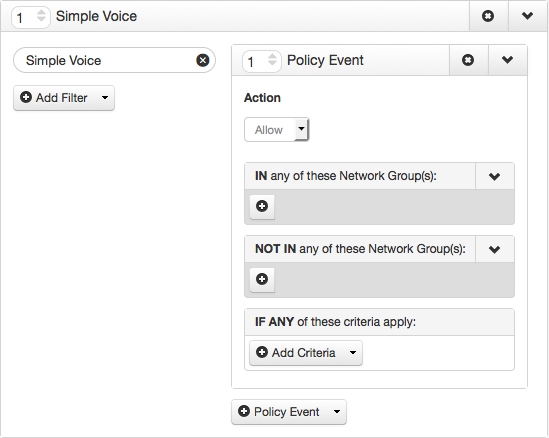 1 Simple Voice
Simple Voice
Add Filter
1 Policy Event
Action
Allow
IN any of these Network Group(s):
NOT IN any of these Network Group(s):
IF ANY of these criteria apply:
Add Criteria
Policy Event